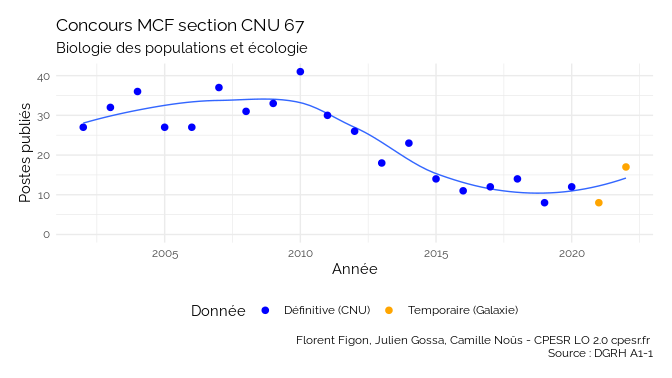 Concours MCF section CNU 67
Biologie des populations et écologie
Postes publiés
40
30
20
10
0
2005 2010 2015 2020
Année
Donnée Définitive (CNU) Temporaire (Galaxie)
Florent Figon, Julien Gossa, Camille Noûs - CPESR LO 2.0 cpesr.fr
Source : DGRH A1-1